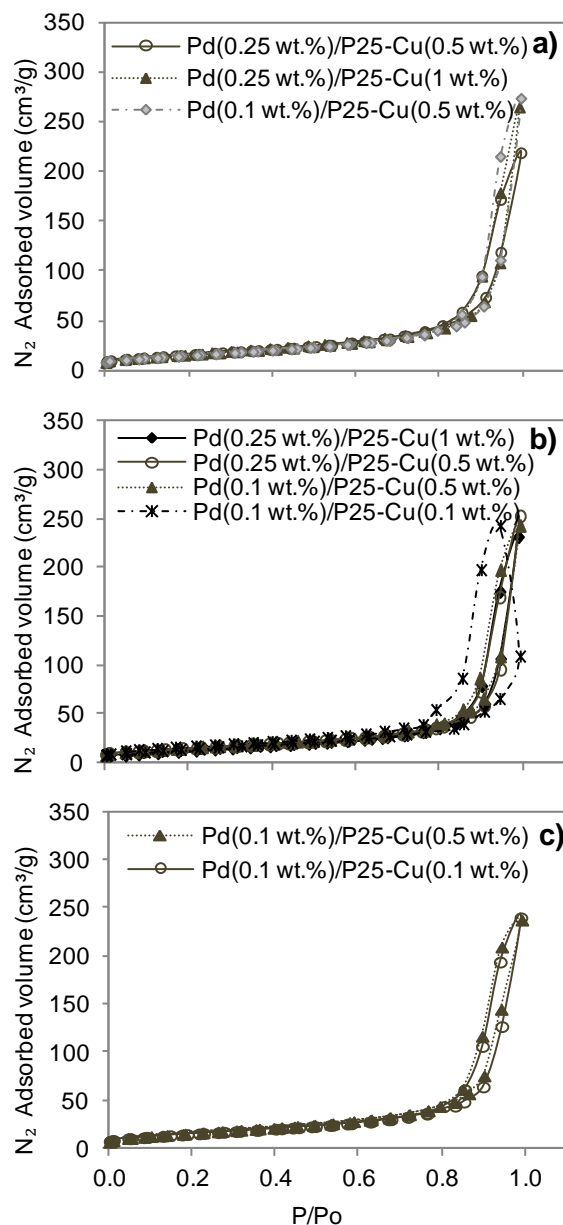 350
300
250
200
150
100
50
0
N₂ Adsorbed volume (cm³/g)
a)
Pd(0.25 wt.%)/P25-Cu(0.5 wt.%)
Pd(0.25 wt.%)/P25-Cu(1 wt.%)
Pd(0.1 wt.%)/P25-Cu(0.5 wt.%)
350
300
250
200
150
100
50
0
N₂ Adsorbed volume (cm³/g)
b)
Pd(0.25 wt.%)/P25-Cu(1 wt.%)
Pd(0.25 wt.%)/P25-Cu(0.5 wt.%)
Pd(0.1 wt.%)/P25-Cu(0.5 wt.%)
Pd(0.1 wt.%)/P25-Cu(0.1 wt.%)
350
300
250
200
150
100
50
0
N₂ Adsorbed volume (cm³/g)
c)
Pd(0.1 wt.%)/P25-Cu(0.5 wt.%)
Pd(0.1 wt.%)/P25-Cu(0.1 wt.%)
0.0 0.2 0.4 0.6 0.8 1.0
P/Po